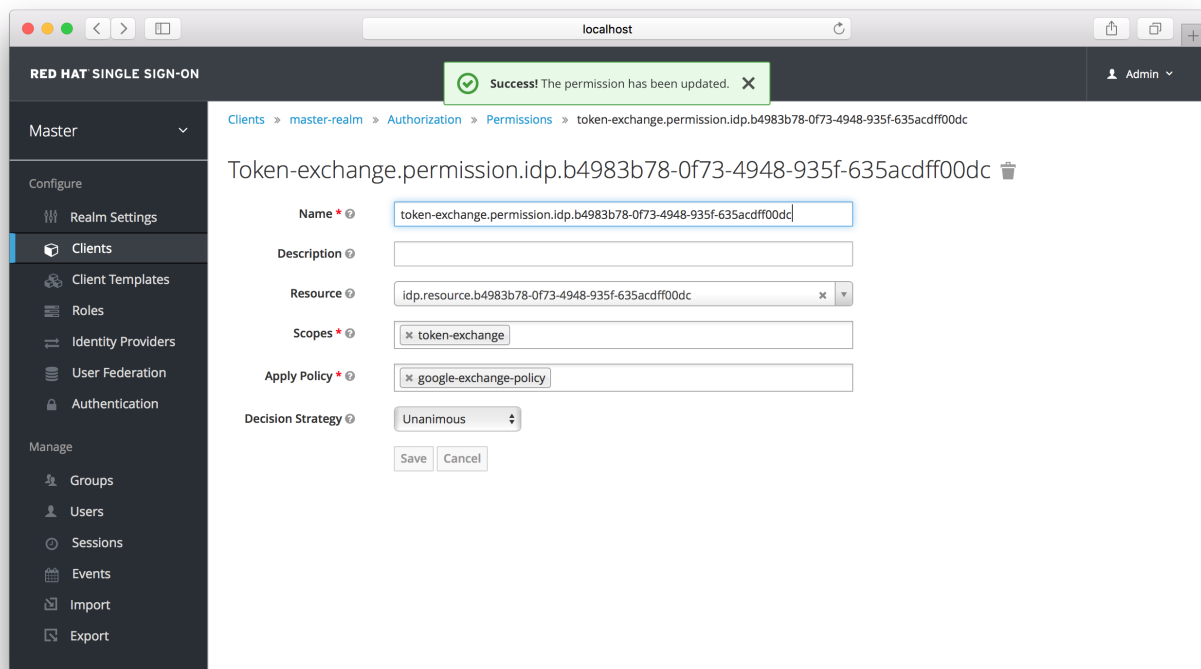 localhost
RED HAT SINGLE SIGN-ON
Success! The permission has been updated.
Admin
Master
Configure
Realm Settings
Clients
Client Templates
Roles
Identity Providers
User Federation
Authentication
Manage
Groups
Users
Sessions
Events
Import
Export
Clients » master-realm » Authorization » Permissions » token-exchange.permission.idp.b4983b78-0f73-4948-935f-635acdff00dc
Token-exchange.permission.idp.b4983b78-0f73-4948-935f-635acdff00dc
Name * token-exchange.permission.idp.b4983b78-0f73-4948-935f-635acdff00dc
Description
Resource idp.resource.b4983b78-0f73-4948-935f-635acdff00dc
Scopes * token-exchange
Apply Policy * google-exchange-policy
Decision Strategy Unanimous
Save Cancel